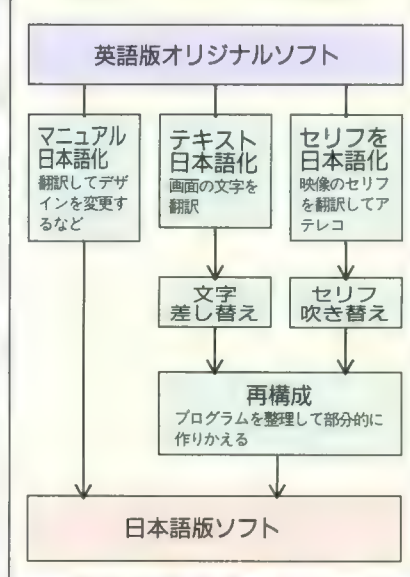 英語版オリジナルソフト
マニュアル
日本語化
翻訳してデザ
インを変更す
るなど
テキスト
日本語化
画面の文字を
翻訳
セリフを
日本語化
映像のセリフ
を翻訳してア
テレコ
文字
差し替え
セリフ
吹き替え
再構成
プログラムを整理して部分的に
作りかえる
日本語版ソフト